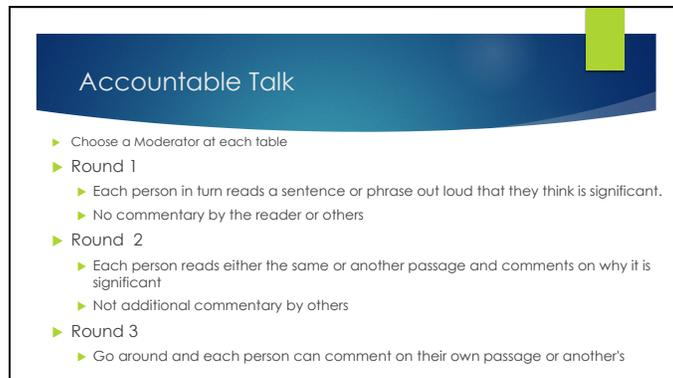 Accountable Talk
Choose a Moderator at each table
Round 1
Each person in turn reads a sentence or phrase out loud that they think is significant.
No commentary by the reader or others
Round 2
Each person reads either the same or another passage and comments on why it is
significant
Not additional commentary by others
Round 3
Go around and each person can comment on their own passage or another's